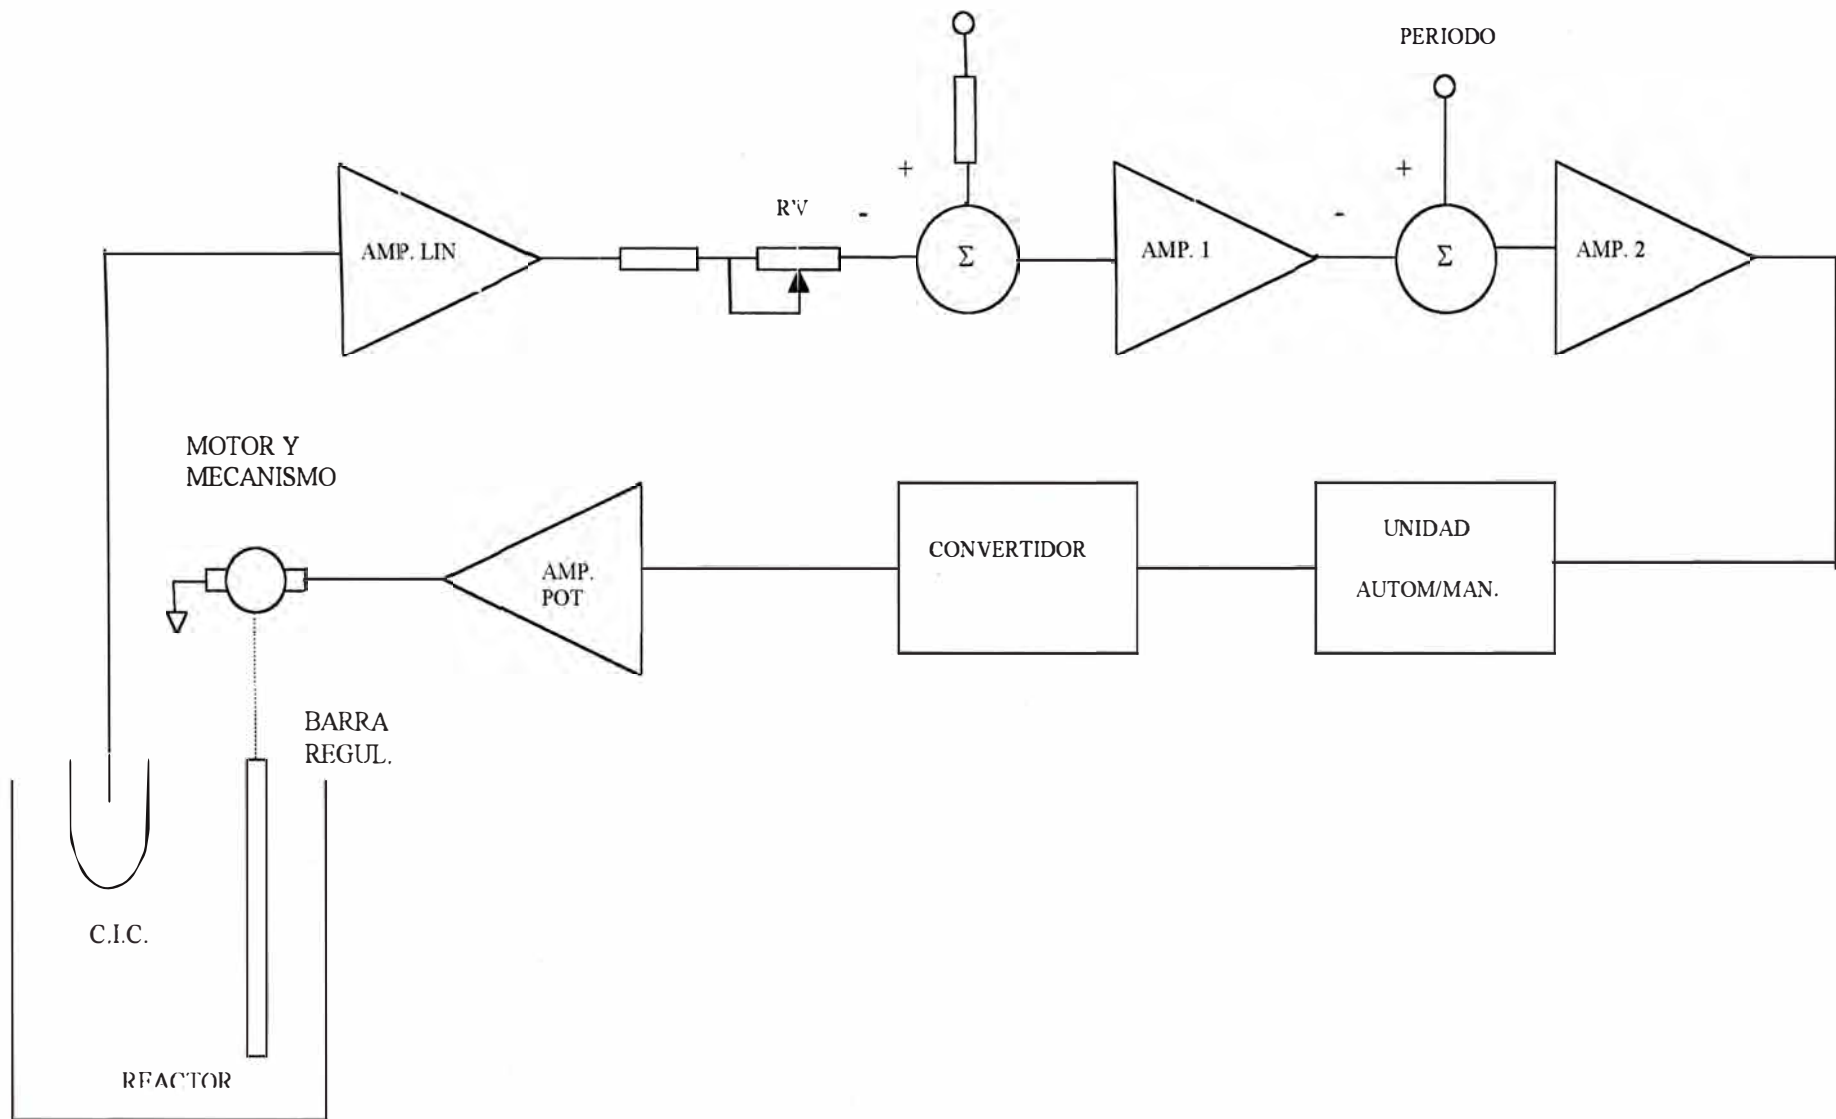 PERIODO
+
+
RV
-
-
AMP. LIN
Σ
AMP. 1
Σ
AMP. 2
MOTOR Y
MECANISMO
UNIDAD
AUTOM/MAN.
CONVERTIDOR
AMP.
POT
BARRA
REGUL.
C.I.C.
REACTOR